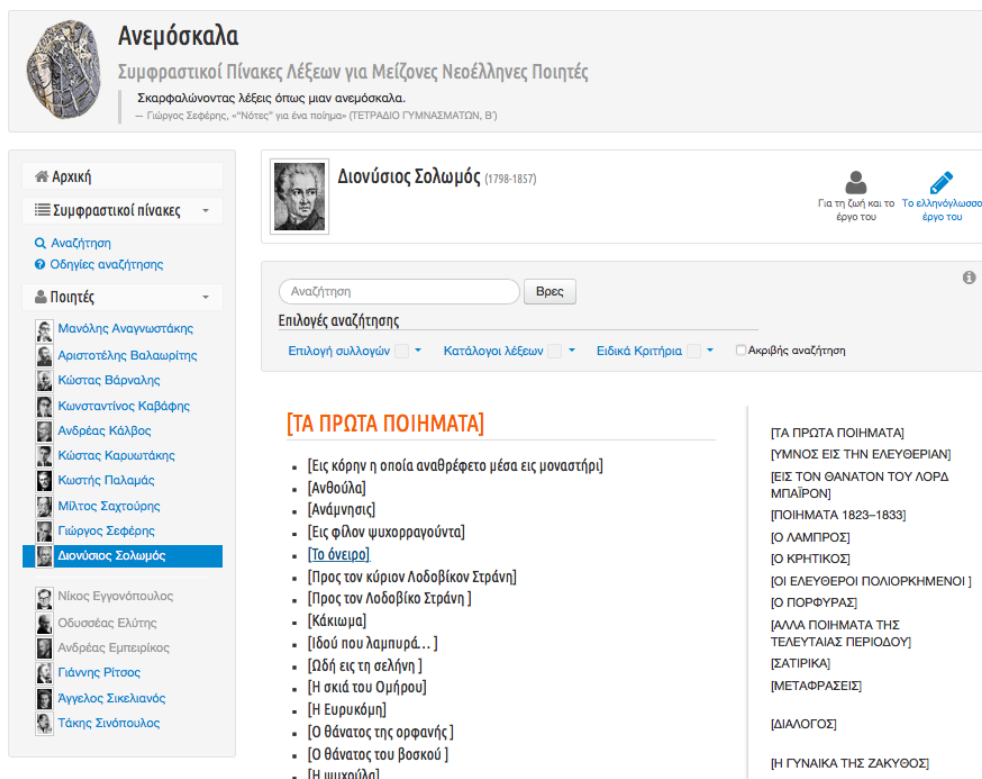 Ανεμόσκαλα
Συμφραστικοί Πίνακες Λέξεων για Μείζονες Νεοέλληνες Ποιητές
Σκαρφαλώνοντας λέξεις όπως μιαν ανεμόσκαλα.
— Γιώργος Σεφέρης, «"Νότες" για ένα ποίημα» (ΤΕΤΡΑΔΙΟ ΓΥΜΝΑΣΜΑΤΩΝ, Β΄)
Αρχική
Συμφραστικοί πίνακες
Αναζήτηση
Οδηγίες αναζήτησης
Ποιητές
Μανόλης Αναγνωστάκης
Αριστοτέλης Βαλαωρίτης
Κώστας Βάρναλης
Κωνσταντίνος Καβάφης
Ανδρέας Κάλβος
Κώστας Καρυωτάκης
Κωστής Παλαμάς
Μίλτος Σαχτούρης
Γιώργος Σεφέρης
Διονύσιος Σολωμός
Νίκος Εγγονόπουλος
Οδυσσέας Ελύτης
Ανδρέας Εμπειρίκος
Γιάννης Ρίτσος
Άγγελος Σικελιανός
Τάκης Σινόπουλος
Διονύσιος Σολωμός (1798-1857)
Για τη ζωή και το
έργο του
Το ελληνόγλωσσο
έργο του
Αναζήτηση
Βρες
Επιλογές αναζήτησης
Επιλογή συλλογών
Κατάλογοι λέξεων
Ειδικά Κριτήρια
Ακριβής αναζήτηση
[ΤΑ ΠΡΩΤΑ ΠΟΙΗΜΑΤΑ]
[Εις κόρην η οποία αναθρέφετο μέσα εις μοναστήρι]
[Ανθούλα]
[Ανάμνησις]
[Εις φίλον ψυχορραγούντα]
[Το όνειρο]
[Προς τον κύριον Λοδοβίκον Στράνη]
[Προς τον Λοδοβίκο Στράνη ]
[Κάκιωμα]
[Ιδού που λαμπυρά... ]
[Ωδή εις τη σελήνη ]
[Η σκιά του Ομήρου]
[Η Ευρυκόμη]
[Ο θάνατος της ορφανής ]
[Ο θάνατος του βοσκού ]
[Η ψυχούλα]
[ΤΑ ΠΡΩΤΑ ΠΟΙΗΜΑΤΑ]
[ΥΜΝΟΣ ΕΙΣ ΤΗΝ ΕΛΕΥΘΕΡΙΑΝ]
[ΕΙΣ ΤΟΝ ΘΑΝΑΤΟΝ ΤΟΥ ΛΟΡΔ
ΜΠΑΪΡΟΝ]
[ΠΟΙΗΜΑΤΑ 1823–1833]
[Ο ΛΑΜΠΡΟΣ]
[Ο ΚΡΗΤΙΚΟΣ]
[ΟΙ ΕΛΕΥΘΕΡΟΙ ΠΟΛΙΟΡΚΗΜΕΝΟΙ ]
[Ο ΠΟΡΦΥΡΑΣ]
[ΑΛΛΑ ΠΟΙΗΜΑΤΑ ΤΗΣ
ΤΕΛΕΥΤΑΙΑΣ ΠΕΡΙΟΔΟΥ]
[ΣΑΤΙΡΙΚΑ]
[ΜΕΤΑΦΡΑΣΕΙΣ]
[ΔΙΑΛΟΓΟΣ]
[Η ΓΥΝΑΙΚΑ ΤΗΣ ΖΑΚΥΘΟΣ]